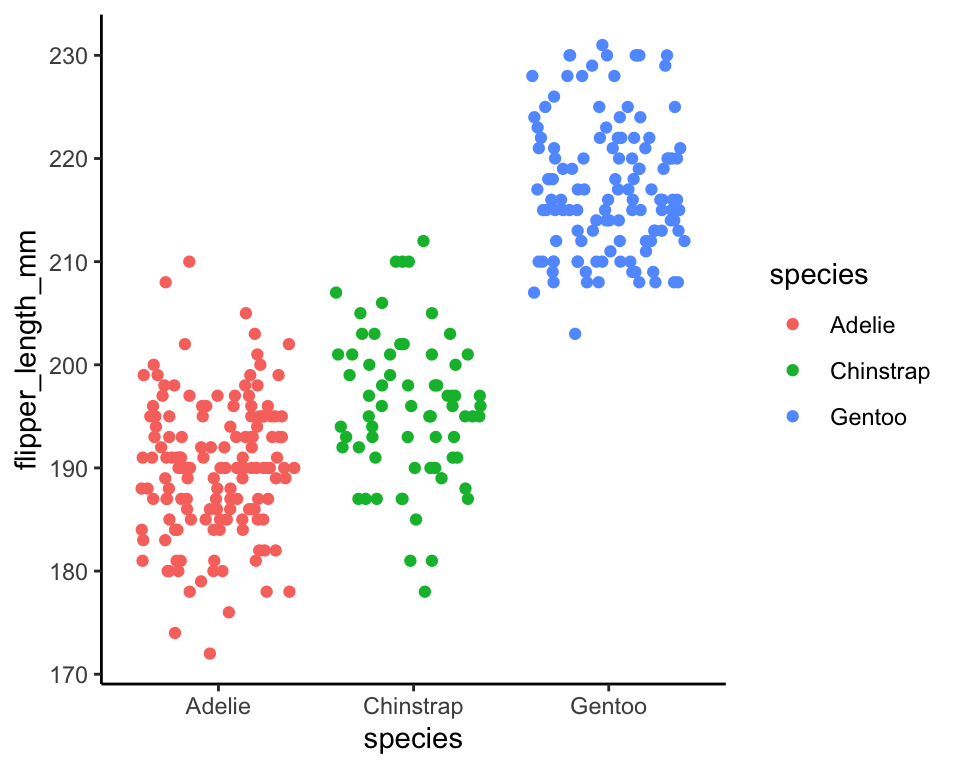 flipper_length_mm
230
220
210
200
190
180
170
Adelie
Chinstrap
Gentoo
species
species
Adelie
Chinstrap
Gentoo